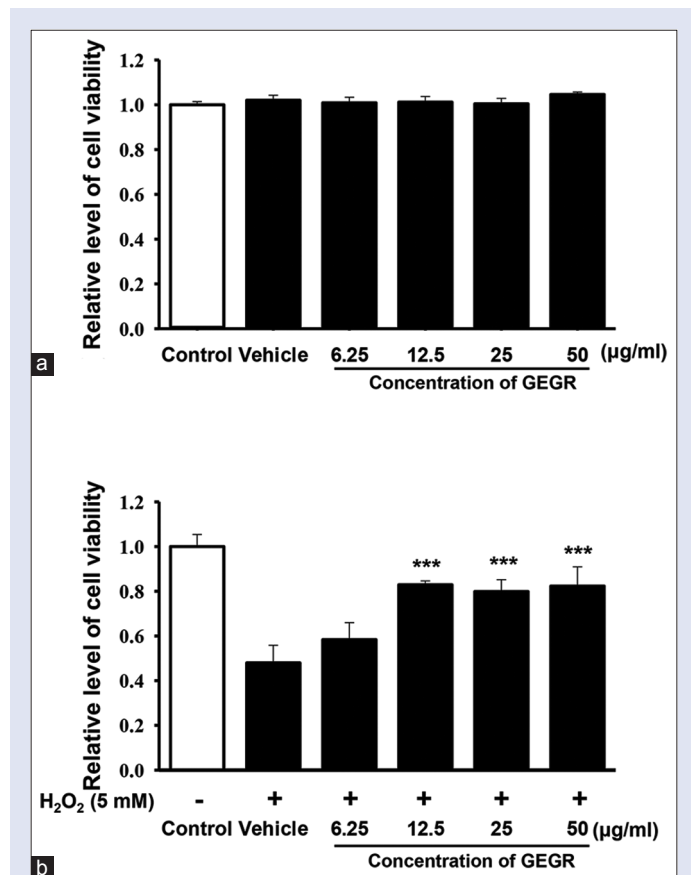 Relative level of cell viability
1.2
1.0
0.8
0.6
0.4
0.2
0.0
Control Vehicle 6.25 12.5 25 50 (µg/ml)
Concentration of GEGR
a
Relative level of cell viability
1.2
1.0
0.8
0.6
0.4
0.2
0.0
*** *** ***
H₂O₂ (5 mM) - + + + + +
Control Vehicle 6.25 12.5 25 50 (µg/ml)
Concentration of GEGR
b